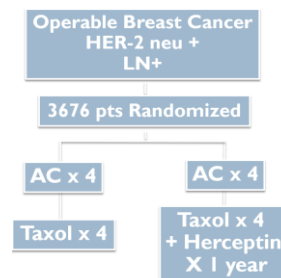 Operable Breast Cancer
HER-2 neu +
LN+
3676 pts Randomized
AC x 4
AC x 4
Taxol x 4
Taxol x 4
+ Herceptin
X 1 year